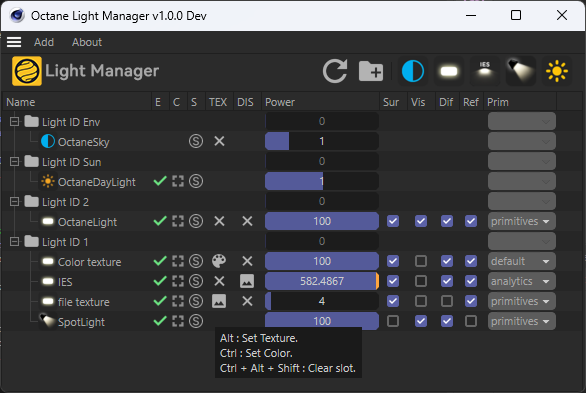 Octane Light Manager v1.0.0 Dev
Add About
Light Manager
IES
Name E C S TEX DIS Power Sur Vis Dif Ref Prim
Light ID Env 0
OctaneSky S 1
Light ID Sun 0
OctaneDayLight S 1
Light ID 2 0
OctaneLight S 100 primitives
Light ID 1 0
Color texture S 100 default
IES S 582.4867 analytics
file texture S 4 primitives
SpotLight S 100 primitives
Alt : Set Texture.
Ctrl : Set Color.
Ctrl + Alt + Shift : Clear slot.